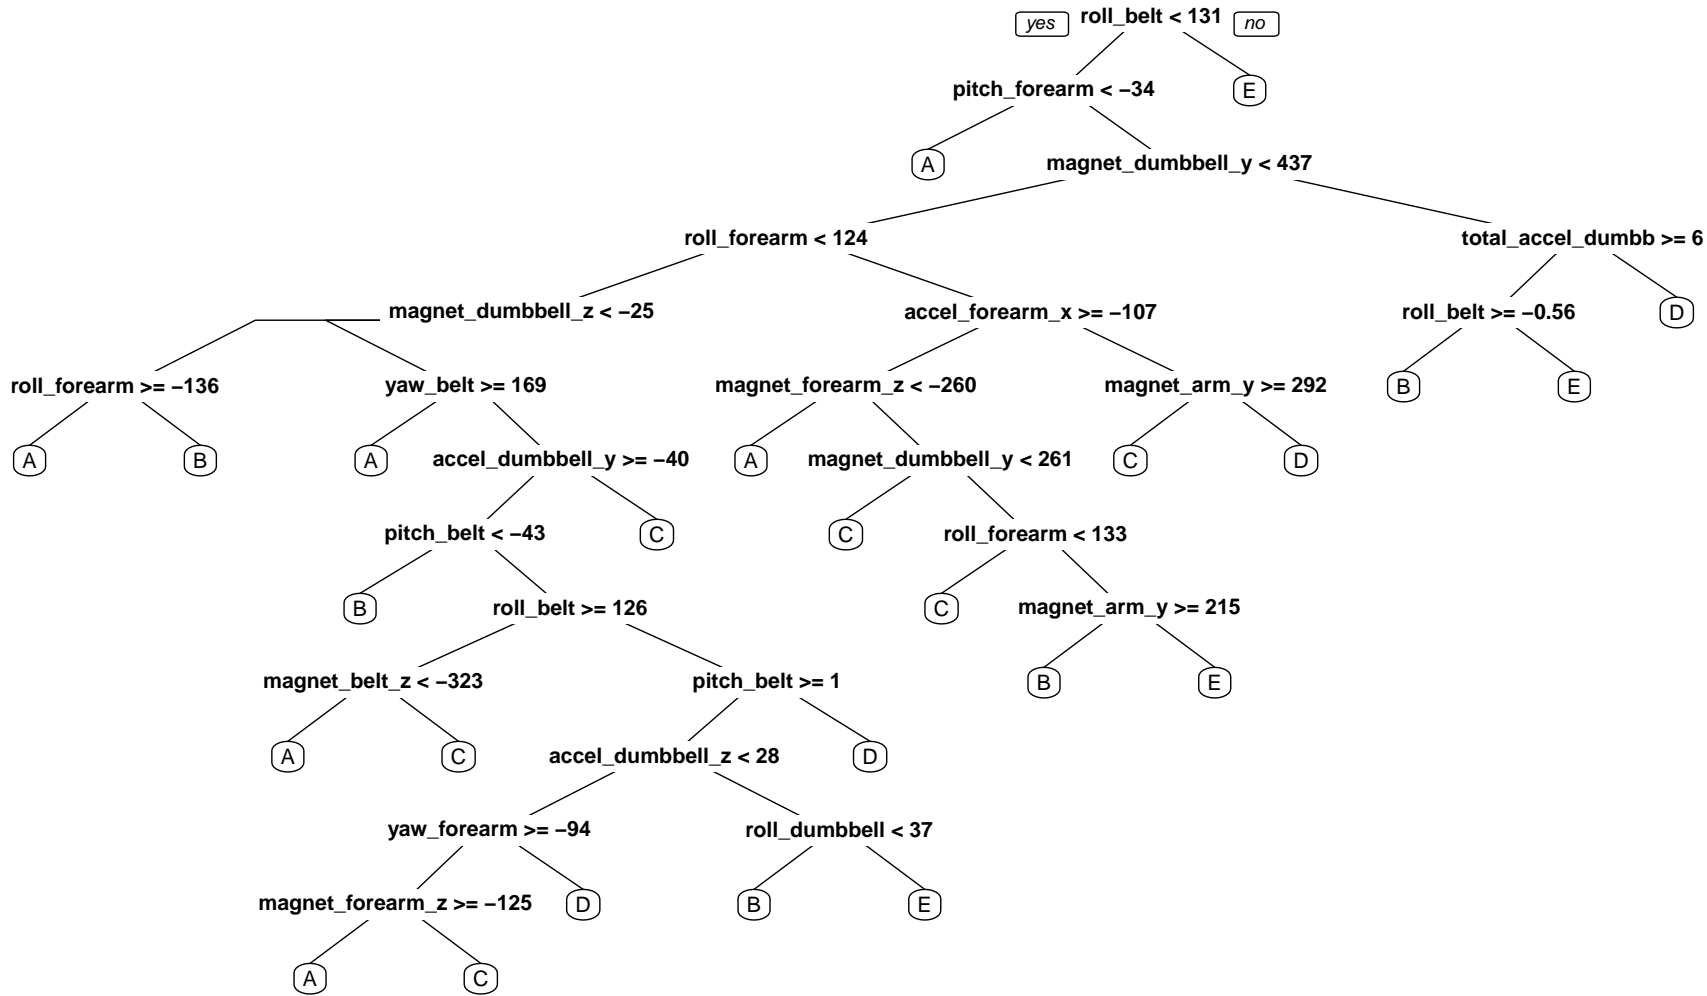 yes roll_belt < 131 no
pitch_forearm < −34 E
A magnet_dumbbell_y < 437
roll_forearm < 124 total_accel_dumbb >= 6
magnet_dumbbell_z < −25 accel_forearm_x >= −107 roll_belt >= −0.56 D
roll_forearm >= −136 yaw_belt >= 169 magnet_forearm_z < −260 magnet_arm_y >= 292 B E
A B A accel_dumbbell_y >= −40 A magnet_dumbbell_y < 261 C D
pitch_belt < −43 C C roll_forearm < 133
B roll_belt >= 126 C magnet_arm_y >= 215
magnet_belt_z < −323 pitch_belt >= 1 B E
A C accel_dumbbell_z < 28 D
yaw_forearm >= −94 roll_dumbbell < 37
magnet_forearm_z >= −125 D B E
A C